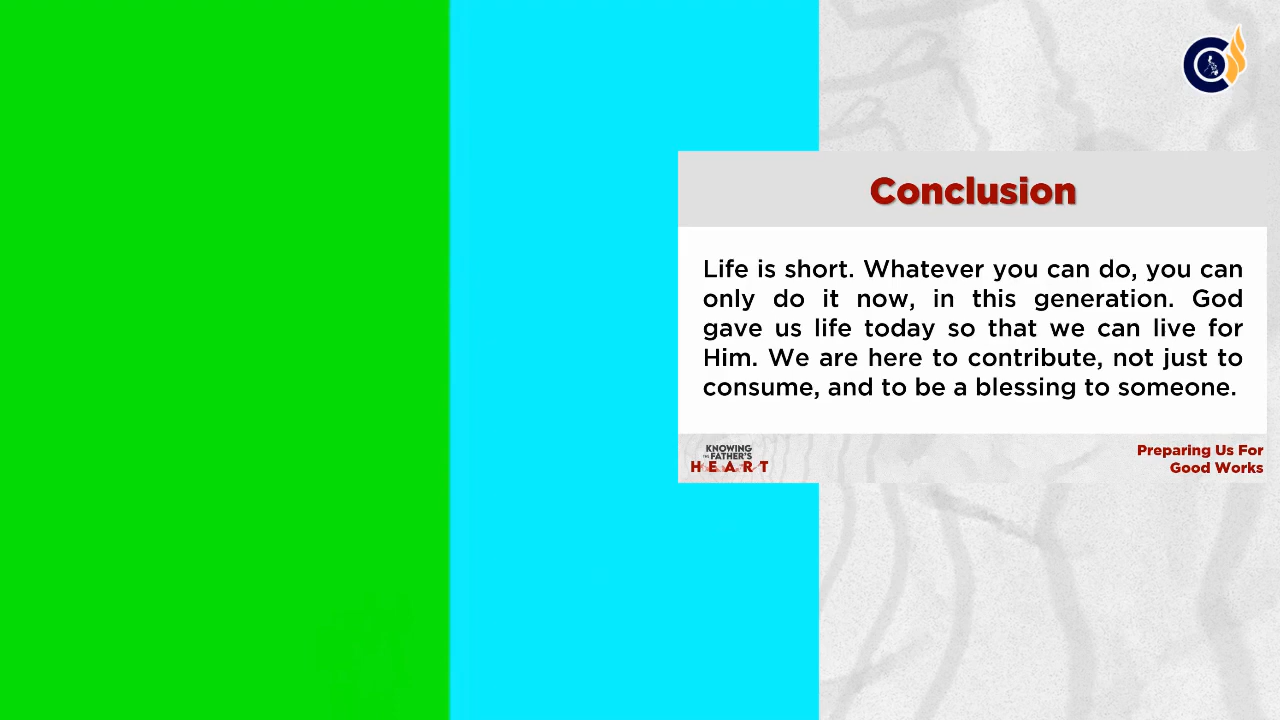 Conclusion
Life is short. Whatever you can do, you can
only do it now, in this generation. God
gave us life today so that we can live for
Him. We are here to contribute, not just to
consume, and to be a blessing to someone.
KNOWING
THE FATHER'S
HEART
Preparing Us For
Good Works